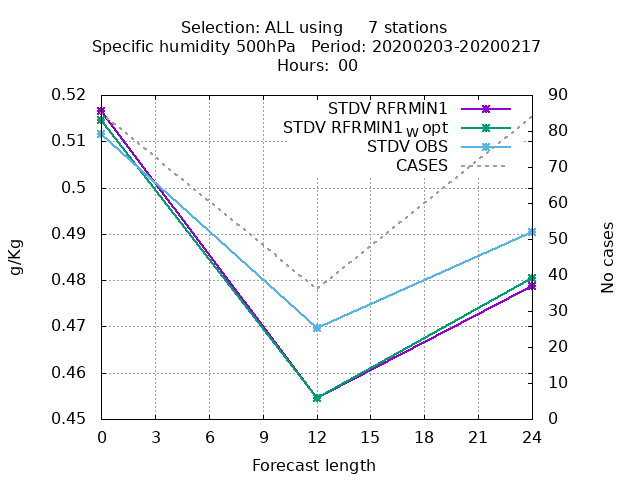 Selection: ALL using     7 stations
Specific humidity 500hPa   Period: 20200203-20200217
Hours: 00
STDV RFRMIN1
STDV RFRMIN1wopt
STDV OBS
CASES
g/Kg
0.52
0.51
0.5
0.49
0.48
0.47
0.46
0.45
90
80
70
60
50
40
30
20
10
0
No cases
0 3 6 9 12 15 18 21 24
Forecast length